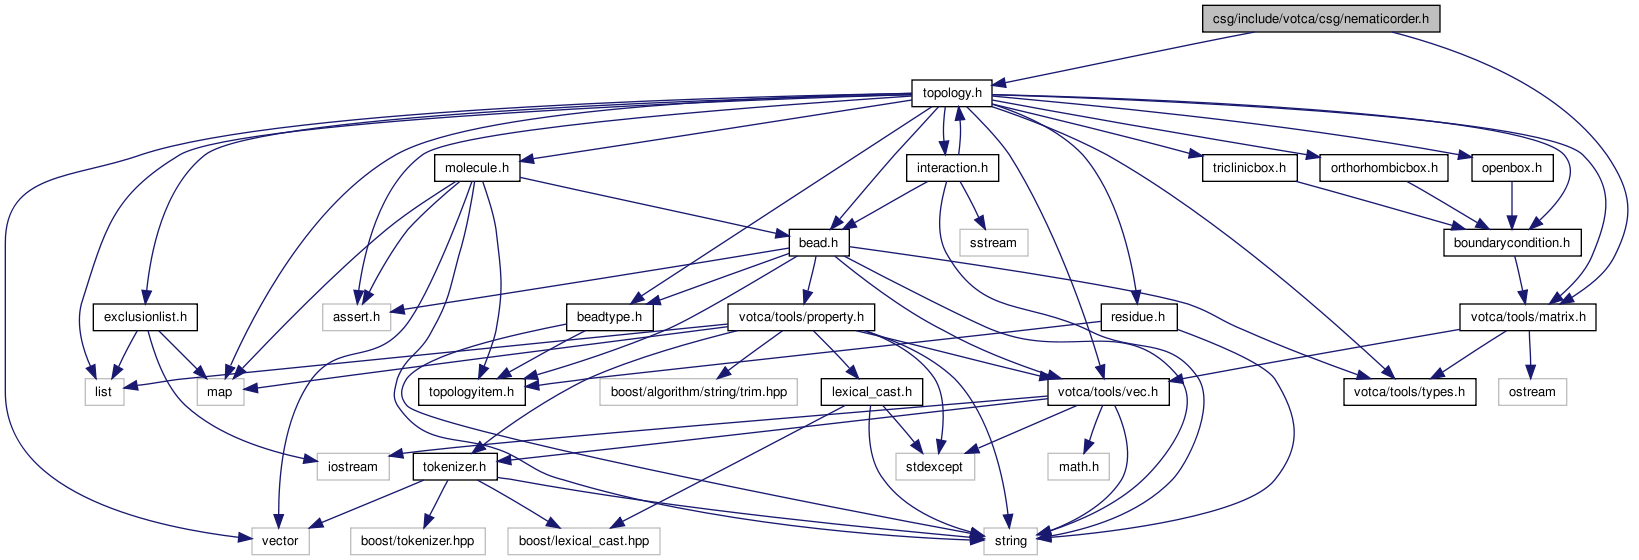 csg/include/votca/csg/nematicorder.h
topology.h
molecule.h
interaction.h
triclinicbox.h
orthorhombicbox.h
openbox.h
bead.h
sstream
boundarycondition.h
exclusionlist.h
assert.h
beadtype.h
votca/tools/property.h
residue.h
votca/tools/matrix.h
list
map
topologyitem.h
boost/algorithm/string/trim.hpp
lexical_cast.h
votca/tools/vec.h
votca/tools/types.h
ostream
iostream
tokenizer.h
stdexcept
math.h
vector
boost/tokenizer.hpp
boost/lexical_cast.hpp
string